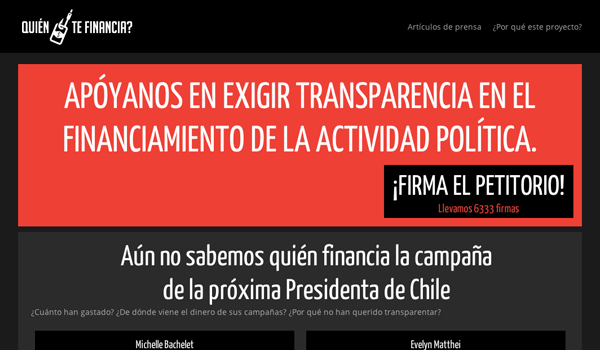 QUIÉN TE FINANCIA?
Artículos de prensa ¿Por qué este proyecto?
APÓYANOS EN EXIGIR TRANSPARENCIA EN EL
FINANCIAMIENTO DE LA ACTIVIDAD POLÍTICA.
¡FIRMA EL PETITORIO!
Llevamos 6333 firmas
Aún no sabemos quién financia la campaña
de la próxima Presidenta de Chile
¿Cuánto han gastado? ¿De dónde viene el dinero de sus campañas? ¿Por qué no han querido transparentar?
Michelle Bachelet Evelyn Matthei